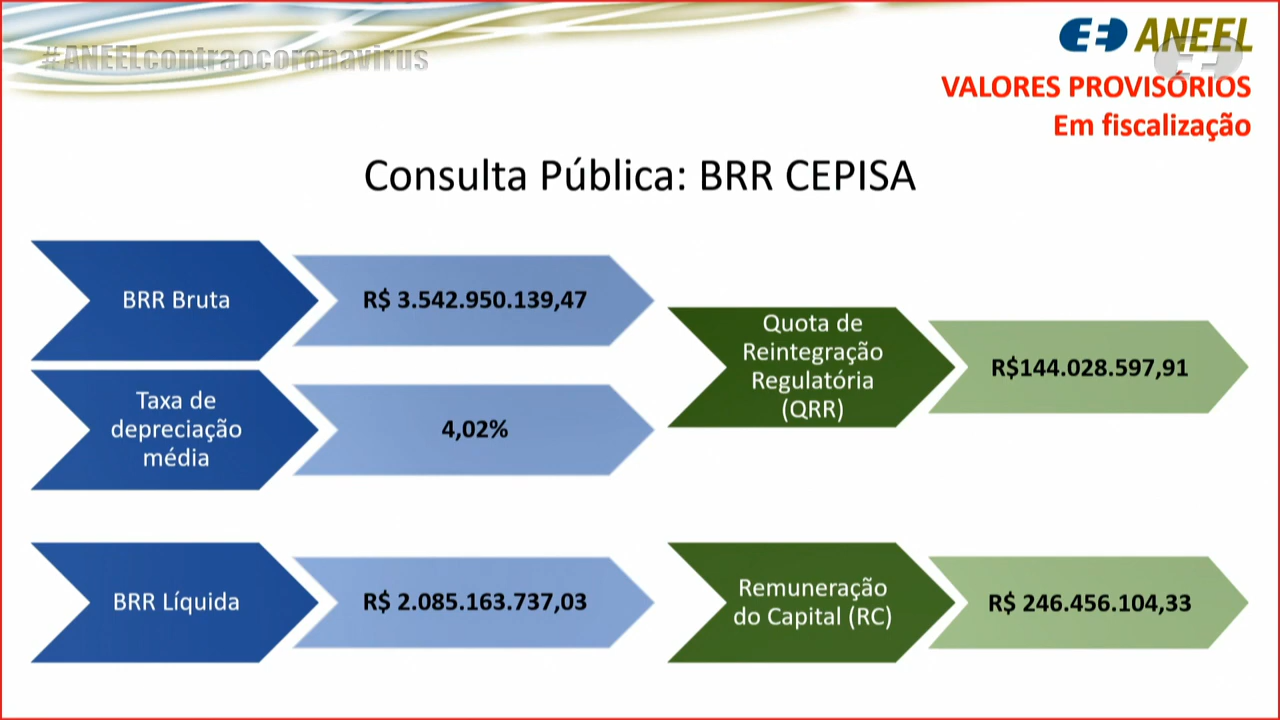 #ANEELcontraocoronavirus
ANEEL
VALORES PROVISÓRIOS
Em fiscalização
Consulta Pública: BRR CEPISA
BRR Bruta
R$ 3.542.950.139,47
Taxa de
depreciação
média
4,02%
Quota de
Reintegração
Regulatória
(QRR)
R$144.028.597,91
BRR Líquida
R$ 2.085.163.737,03
Remuneração
do Capital (RC)
R$ 246.456.104,33